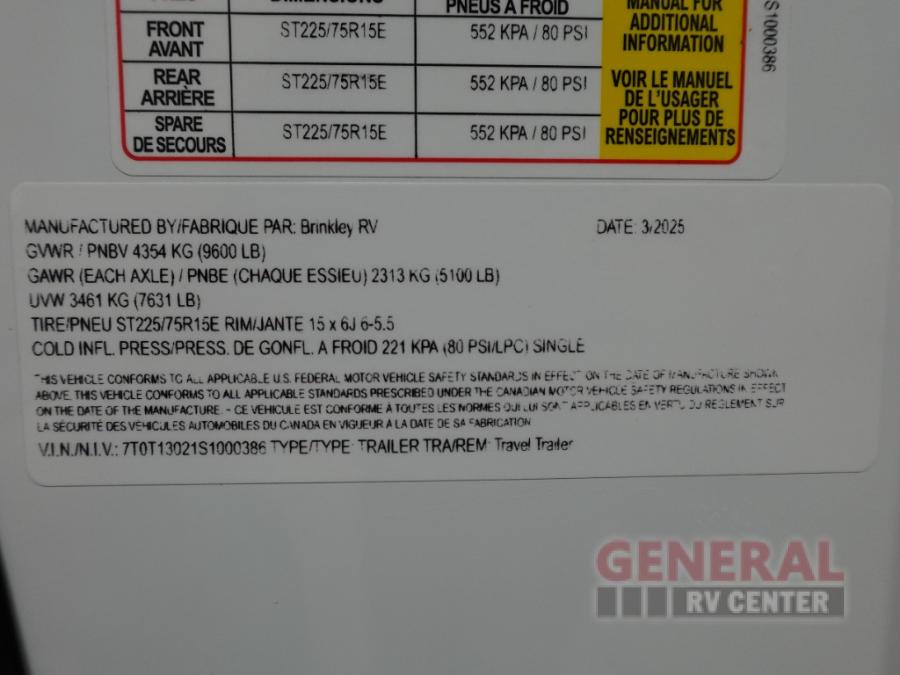 DIMENSIONS PNEUS A FROID MANUAL FOR
FRONT ST225/75R15E 552 KPA / 80 PSI ADDITIONAL
AVANT INFORMATION
REAR ST225/75R15E 552 KPA / 80 PSI VOIR LE MANUEL
ARRIÈRE DE L'USAGER
SPARE ST225/75R15E 552 KPA / 80 PSI POUR PLUS DE
DE SECOURS RENSEIGNEMENTS
S1000386
MANUFACTURED BY/FABRIQUE PAR: Brinkley RV DATE: 3/2025
GVWR / PNBV 4354 KG (9600 LB)
GAWR (EACH AXLE) / PNBE (CHAQUE ESSIEU) 2313 KG (5100 LB)
UVW 3461 KG (7631 LB)
TIRE/PNEU ST225/75R15E RIM/JANTE 15 x 6J 6-5.5
COLD INFL. PRESS/PRESS. DE GONFL. A FROID 221 KPA (80 PSI/LPC) SINGLE
THIS VEHICLE CONFORMS TO ALL APPLICABLE U.S. FEDERAL MOTOR VEHICLE SAFETY STANDARDS IN EFFECT ON THE DATE OF MANUFACTURE SHOWN
ABOVE. THIS VEHICLE CONFORMS TO ALL APPLICABLE STANDARDS PRESCRIBED UNDER THE CANADIAN MOTOR VEHICLE SAFETY REGULATIONS IN EFFECT
ON THE DATE OF THE MANUFACTURE. - CE VEHICULE EST CONFORME À TOUTES LES NORMES QUI LUI SONT APPLICABLES EN VERTU DU REGLEMENT SUR
LA SÉCURITÉ DES VÉHICULES AUTOMOBILES DU CANADA EN VIGUEUR A LA DATE DE SA FABRICATION
V.I.N./N.I.V.: 7T0T13021S1000386 TYPE/TYPE: TRAILER TRA/REM: Travel Trailer
GENERAL
RV CENTER